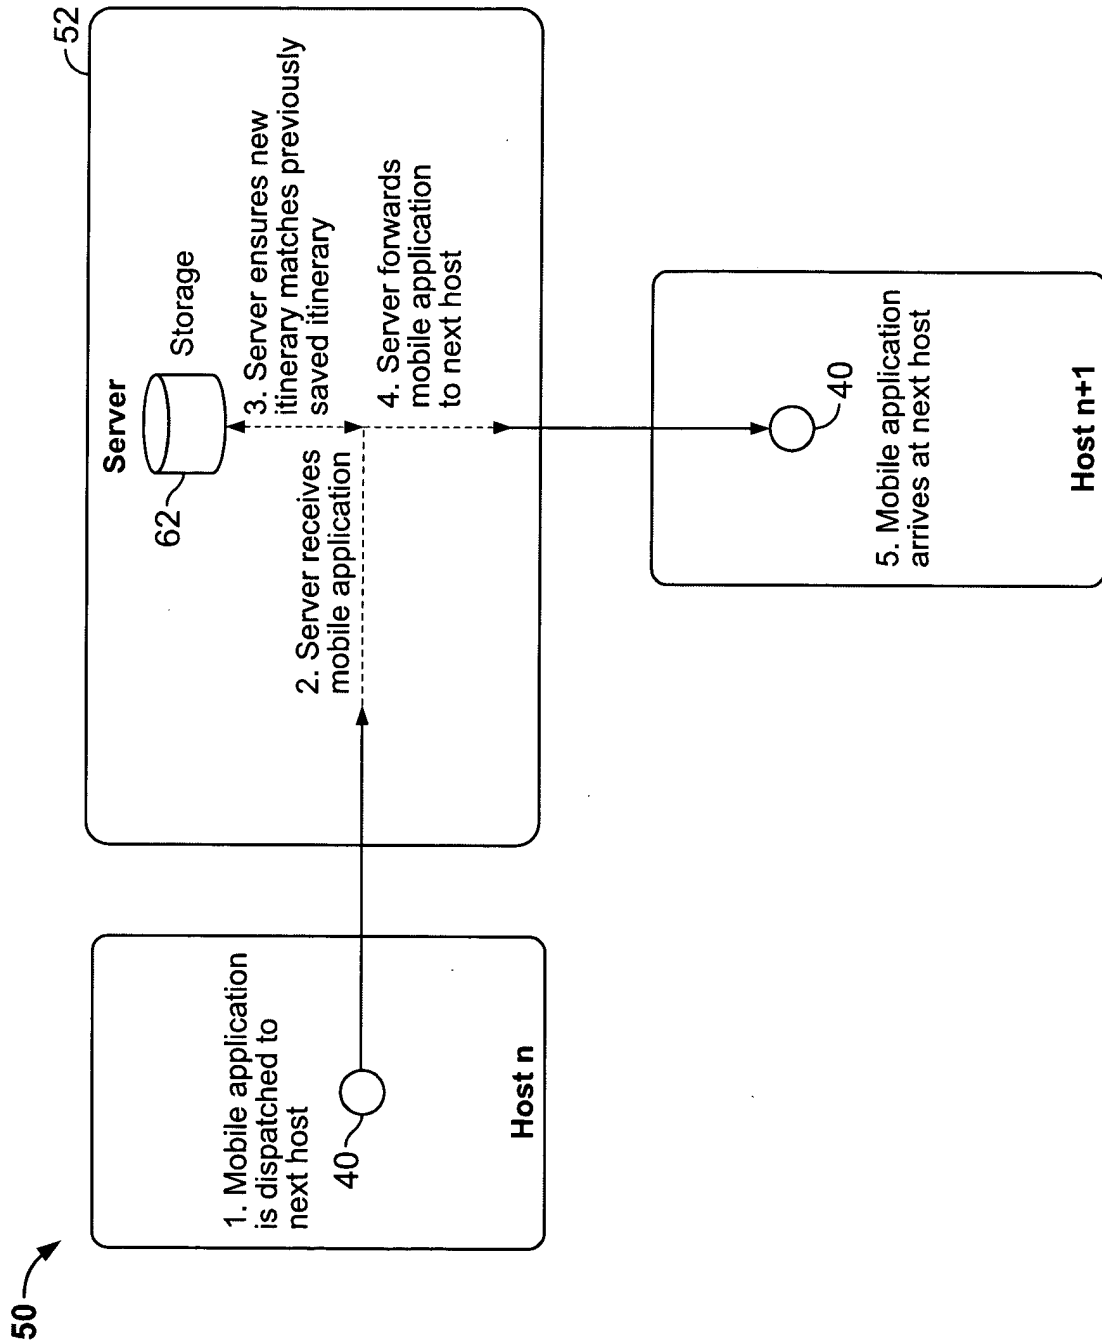 50
52
Server
62
Storage
1. Mobile application
is dispatched to
next host
40
Host n
2. Server receives
mobile application
3. Server ensures new
itinerary matches previously
saved itinerary
4. Server forwards
mobile application
to next host
40
5. Mobile application
arrives at next host
Host n+1